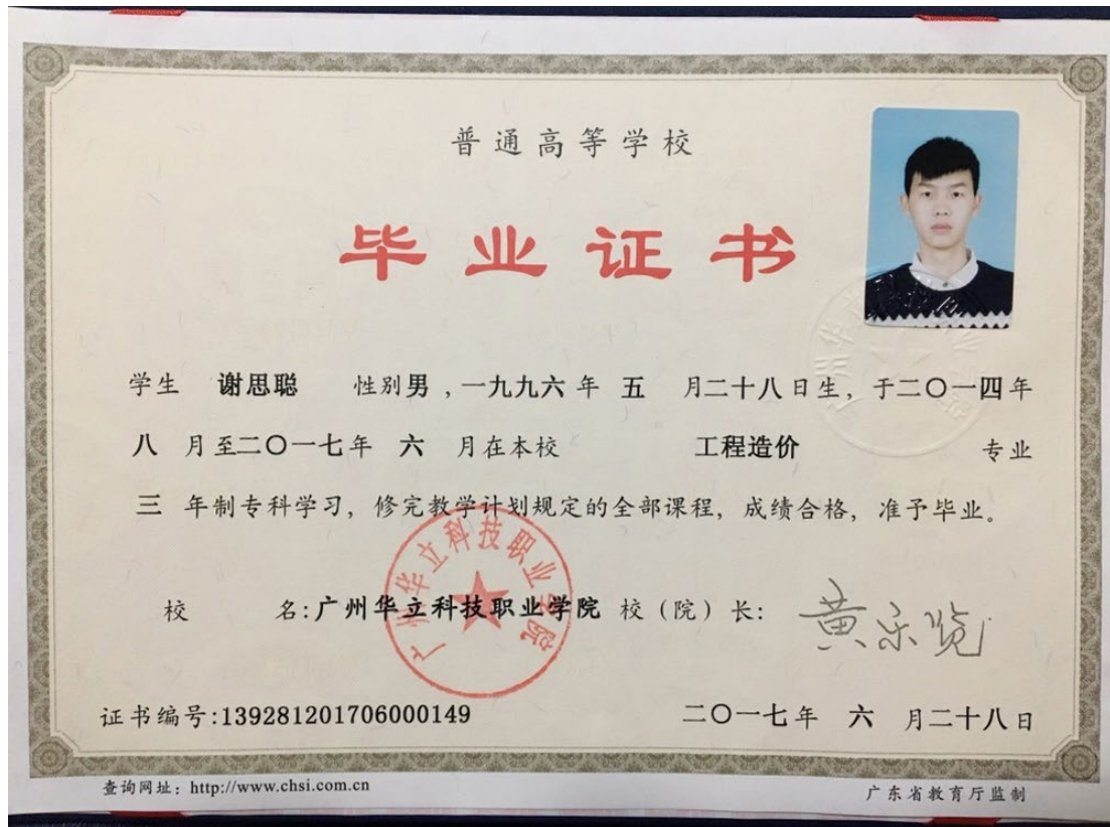 普通高等学校
毕业证书
学生 谢思聪 性别男，一九九六年 五 月二十八日生，于二〇一四年
八 月至二〇一七年 六 月在本校 工程造价 专业
三 年制专科学习，修完教学计划规定的全部课程，成绩合格，准予毕业。
广州华立科技职业学院
校 名:广州华立科技职业学院 校（院）长:
证书编号:139281201706000149 二〇一七年 六 月二十八日
查询网址：http://www.chsi.com.cn 广东省教育厅监制